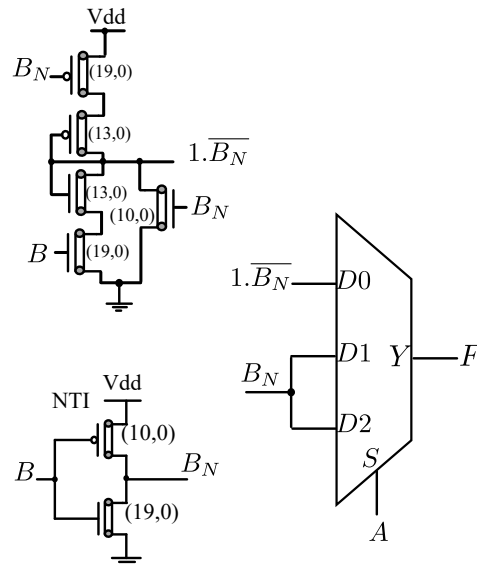 Vdd
B_N
(19,0)
(13,0)
1.\overline{B_N}
(13,0)
(10,0)
B_N
B
(19,0)
1.\overline{B_N}
D0
B_N
D1
Y
F
D2
S
A
NTI
Vdd
(10,0)
B
B_N
(19,0)